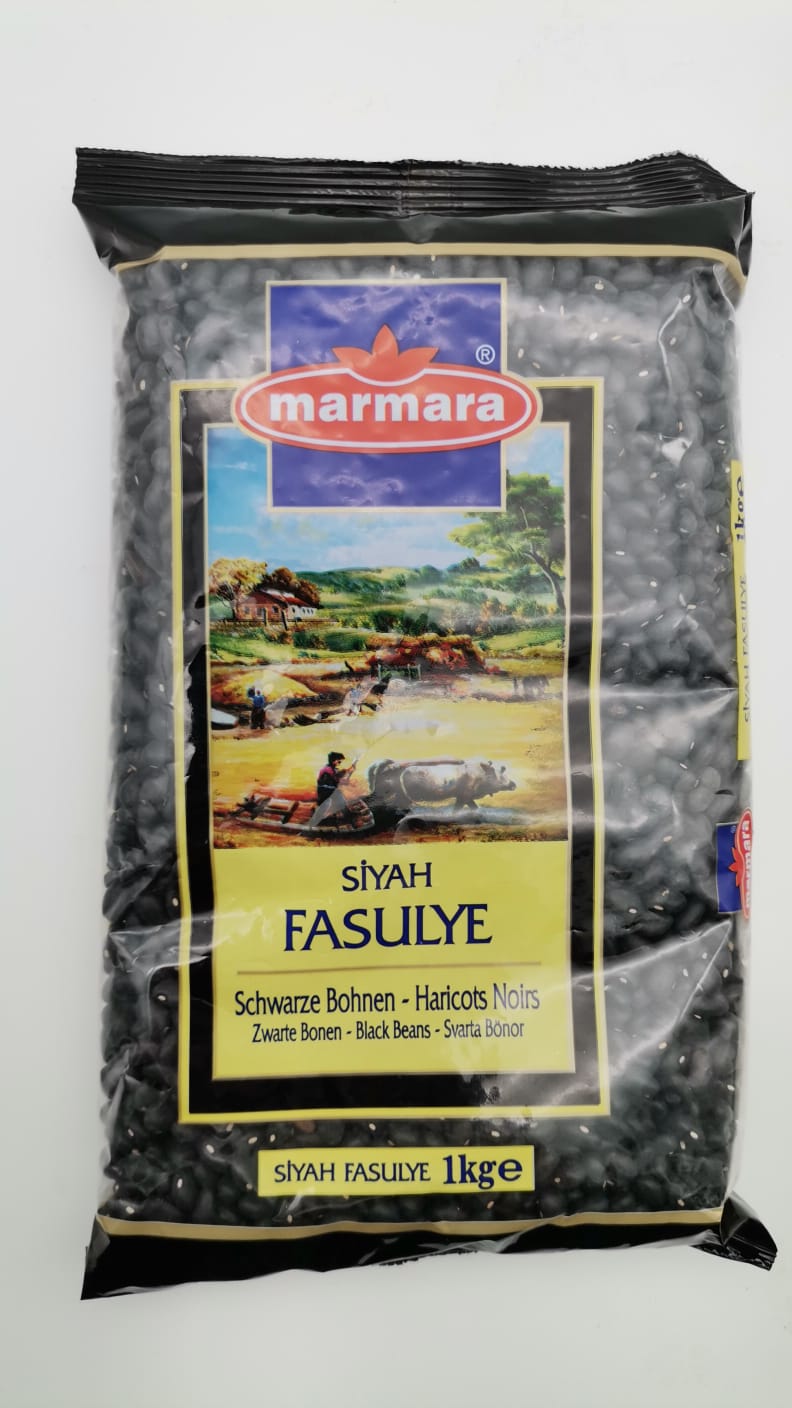 marmara
®
SİYAH
FASULYE
Schwarze Bohnen - Haricots Noirs
Zwarte Bonen - Black Beans - Svarta Bönor
SİYAH FASULYE 1kg℮
SİYAH FASULYE 1kg℮
marmara
®